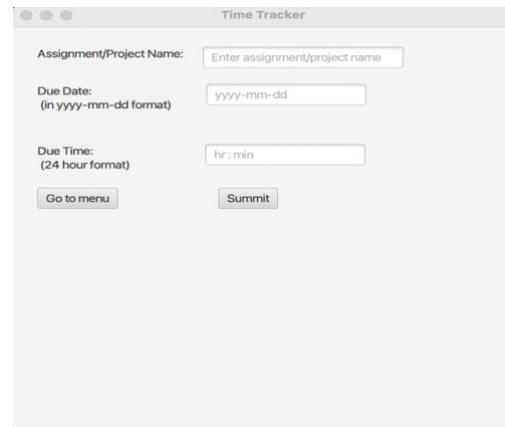 Time Tracker
Assignment/Project Name:
Enter assignment/project name
Due Date:
(in yyyy-mm-dd format)
yyyy-mm-dd
Due Time:
(24 hour format)
hr : min
Go to menu
Summit